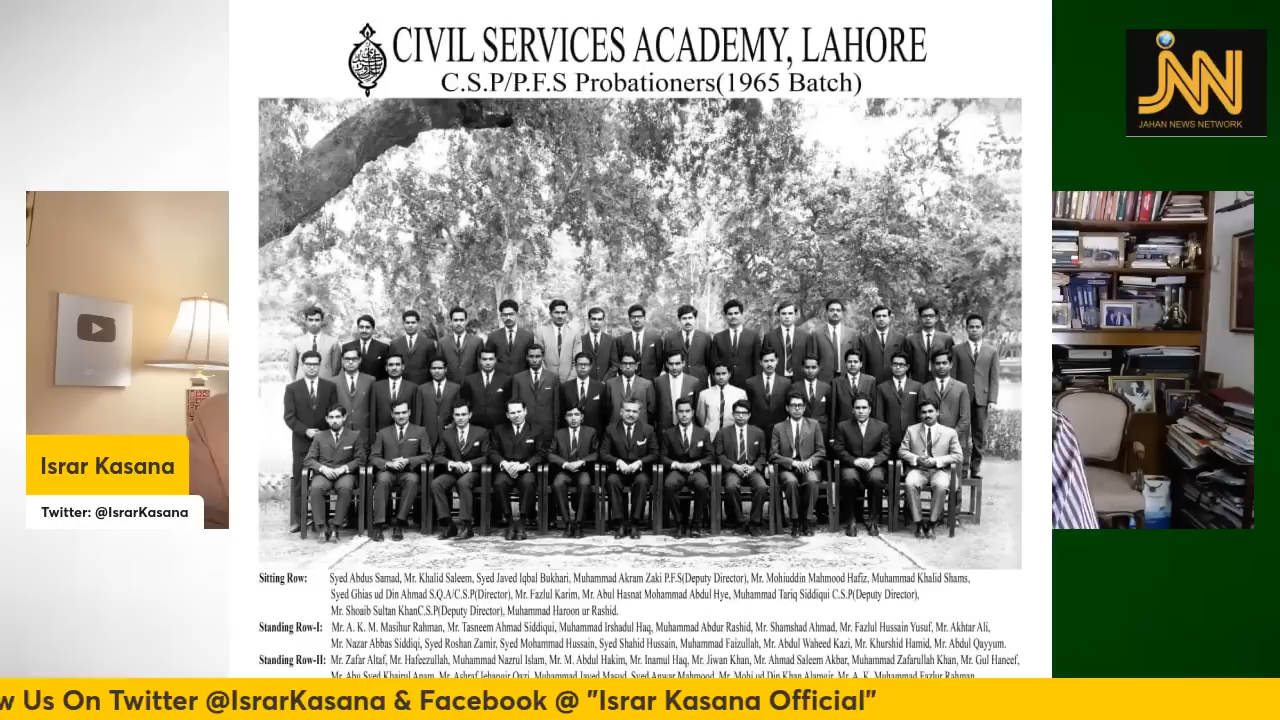 CIVIL SERVICES ACADEMY, LAHORE
C.S.P/P.F.S Probationers(1965 Batch)
JNN
JAHAN NEWS NETWORK
Israr Kasana
Twitter: @IsrarKasana
Sitting Row: Syed Abdus Samad, Mr. Khalid Saleem, Syed Javed Iqbal Bukhari, Muhammad Akram Zaki P.F.S(Deputy Director), Mr. Mohiuddin Mahmood Hafiz, Muhammad Khalid Shams,
Syed Ghias ud Din Ahmad S.Q.A/C.S.P(Director), Mr. Fazlul Karim, Mr. Abul Hasnat Mohammad Abdul Hye, Muhammad Tariq Siddiqui C.S.P(Deputy Director),
Mr. Shoaib Sultan KhanC.S.P(Deputy Director), Muhammad Haroon ur Rashid.
Standing Row-I: Mr. A. K. M. Masihur Rahman, Mr. Tasneem Ahmad Siddiqui, Muhammad Irshadul Haq, Muhammad Abdur Rashid, Mr. Shamshad Ahmad, Mr. Fazlul Hussain Yusuf, Mr. Akhtar Ali,
Mr. Nazar Abbas Siddiqi, Syed Roshan Zamir, Syed Mohammad Hussain, Syed Shahid Hussain, Muhammad Faizullah, Mr. Abdul Waheed Kazi, Mr. Khurshid Hamid, Mr. Abdul Qayyum.
Standing Row-II: Mr. Zafar Altaf, Mr. Hafeezullah, Muhammad Nazrul Islam, Mr. M. Abdul Hakim, Mr. Inamul Haq, Mr. Jiwan Khan, Mr. Ahmad Saleem Akbar, Muhammad Zafarullah Khan, Mr. Gul Haneef,
w Us On Twitter @IsrarKasana & Facebook @ "Israr Kasana Official"